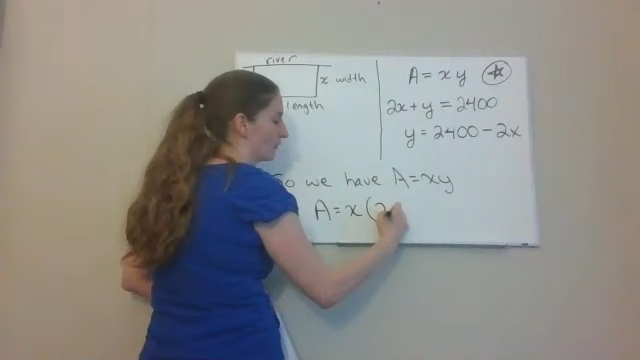 river
x width
length
A = xy
2x + y = 2400
y = 2400 - 2x
So we have A = xy
A = x(2